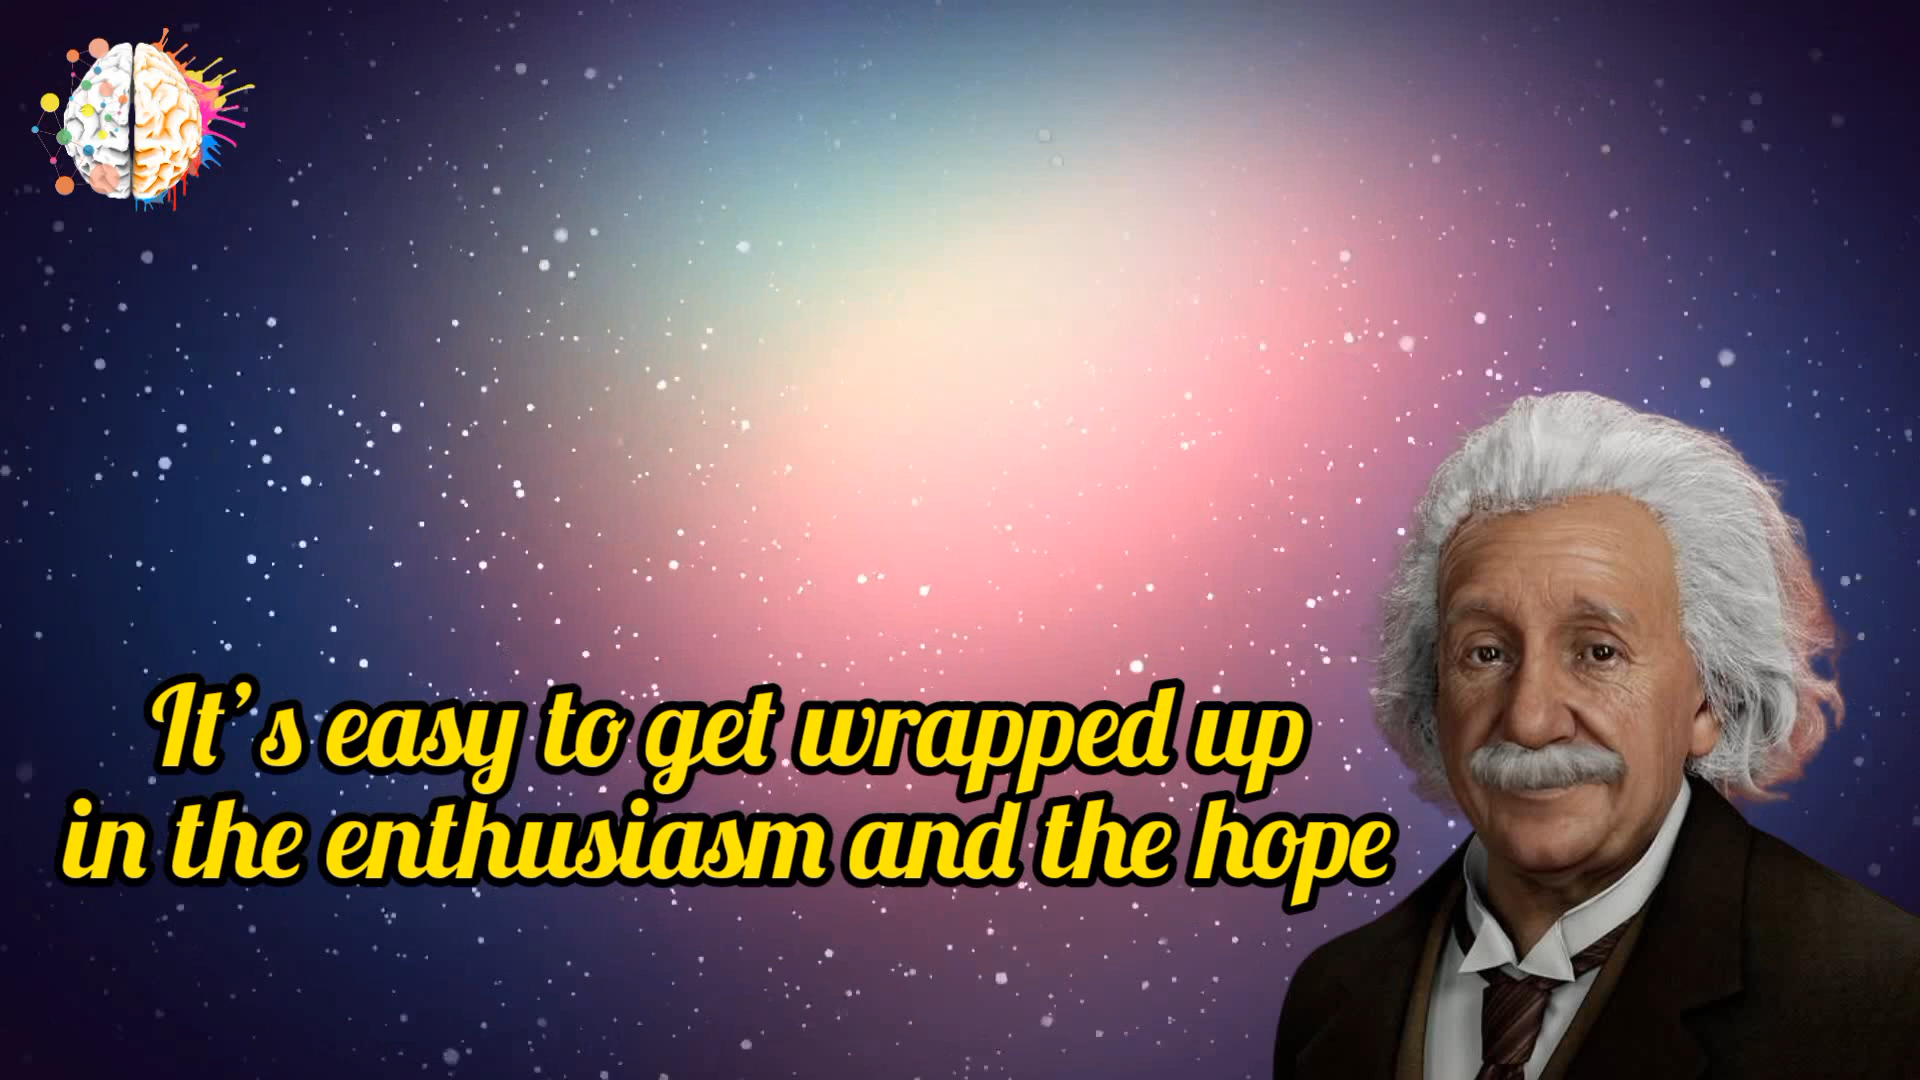 It's easy to get wrapped up
in the enthusiasm and the hope